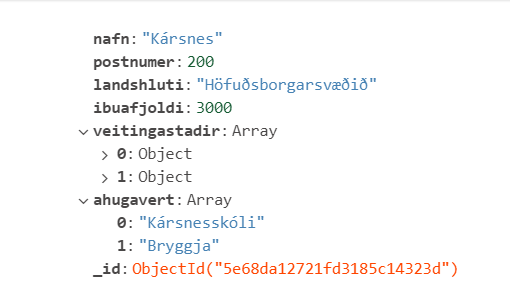 nafn: "Kársnes"
postnumer: 200
landshluti: "Höfuðsborgarsvæðið"
ibuafjoldi: 3000
veitingastadir: Array
0: Object
1: Object
ahugavert: Array
0: "Kársnesskóli"
1: "Bryggja"
_id: ObjectId("5e68da12721fd3185c14323d")